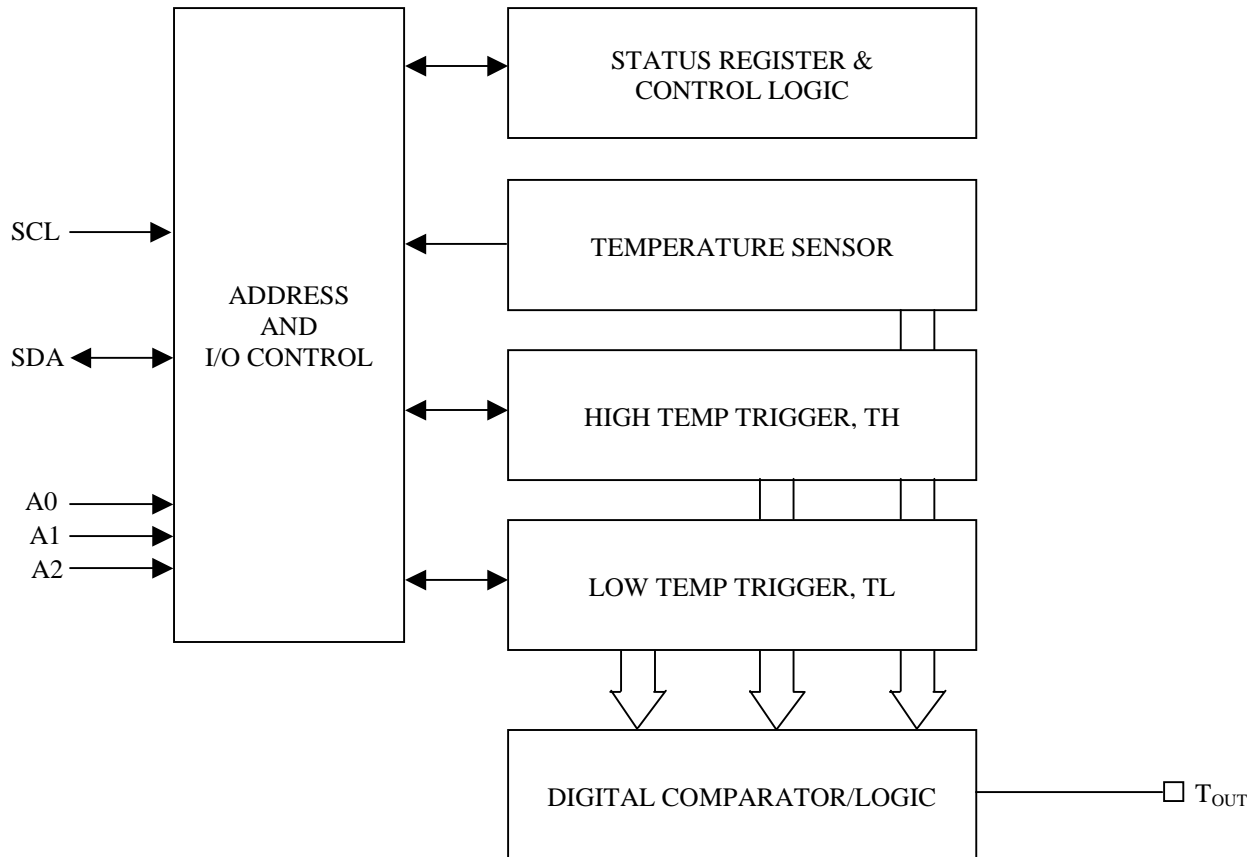 STATUS REGISTER &
CONTROL LOGIC
SCL
TEMPERATURE SENSOR
ADDRESS
AND
I/O CONTROL
SDA
HIGH TEMP TRIGGER, TH
A0
A1
A2
LOW TEMP TRIGGER, TL
DIGITAL COMPARATOR/LOGIC
TOUT